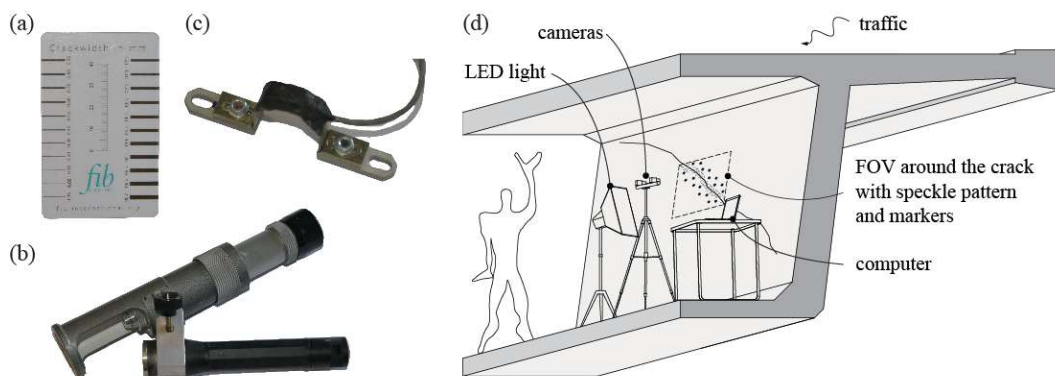 (a)
Crackwidth in mm
fib
(b)
(c)
(d)
traffic
cameras
LED light
FOV around the crack
with speckle pattern
and markers
computer